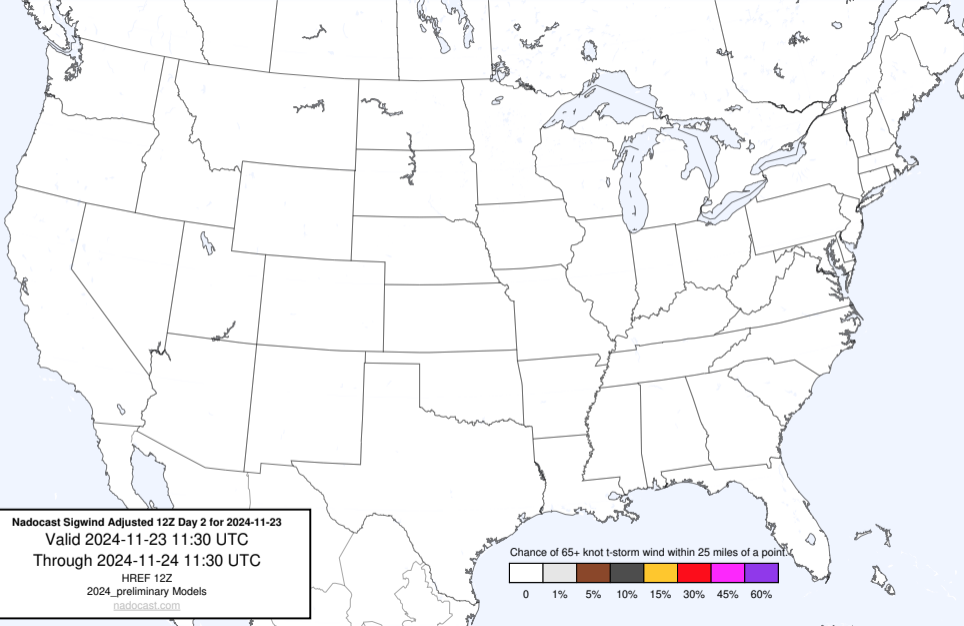 Nadocast Sigwind Adjusted 12Z Day 2 for 2024-11-23
Valid 2024-11-23 11:30 UTC
Through 2024-11-24 11:30 UTC
HREF 12Z
2024_preliminary Models
nadocast.com
Chance of 65+ knot t-storm wind within 25 miles of a point.
0 1% 5% 10% 15% 30% 45% 60%